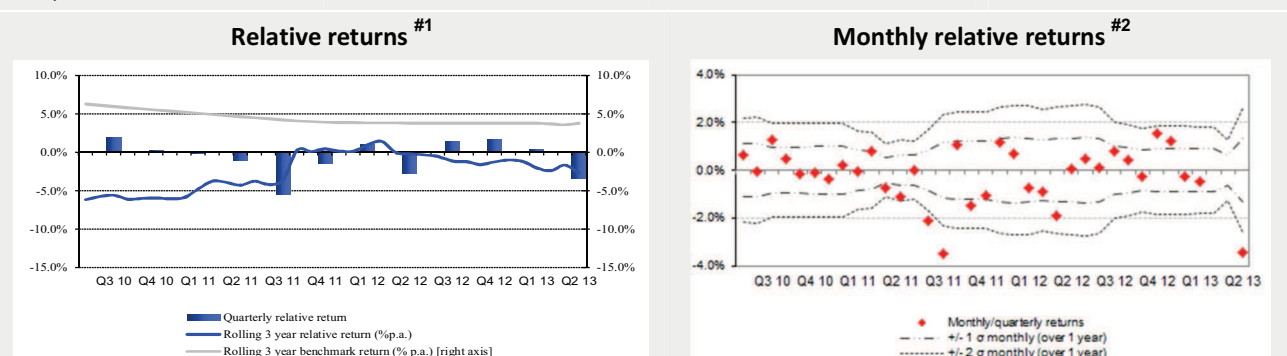 Relative returns #1
10.0%
5.0%
0.0%
-5.0%
-10.0%
-15.0%
10.0%
5.0%
0.0%
-5.0%
-10.0%
-15.0%
Q3 10 Q4 10 Q1 11 Q2 11 Q3 11 Q4 11 Q1 12 Q2 12 Q3 12 Q4 12 Q1 13 Q2 13
Quarterly relative return
Rolling 3 year relative return (%p.a.)
Rolling 3 year benchmark return (% p.a.) [right axis]
Monthly relative returns #2
4.0%
2.0%
0.0%
-2.0%
-4.0%
Q3 10 Q4 10 Q1 11 Q2 11 Q3 11 Q4 11 Q1 12 Q2 12 Q3 12 Q4 12 Q1 13 Q2 13
Monthly/quarterly returns
+/- 1 σ monthly (over 1 year)
+/- 2 σ monthly (over 1 year)